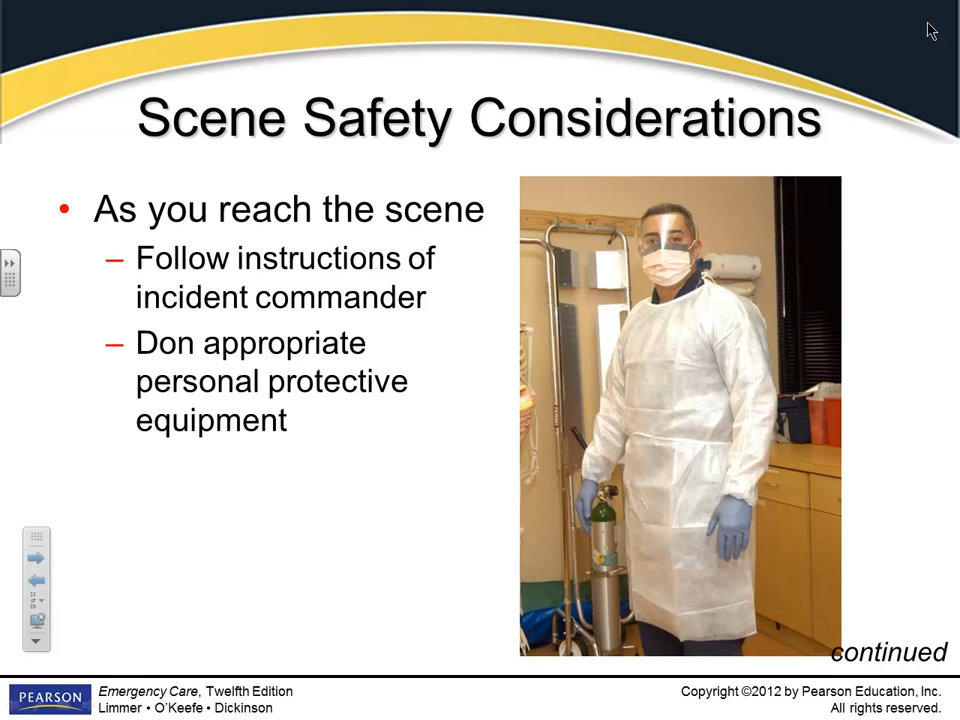 Scene Safety Considerations
• As you reach the scene
– Follow instructions of
incident commander
– Don appropriate
personal protective
equipment
continued
PEARSON
Emergency Care, Twelfth Edition
Limmer • O’Keefe • Dickinson
Copyright ©2012 by Pearson Education, Inc.
All rights reserved.